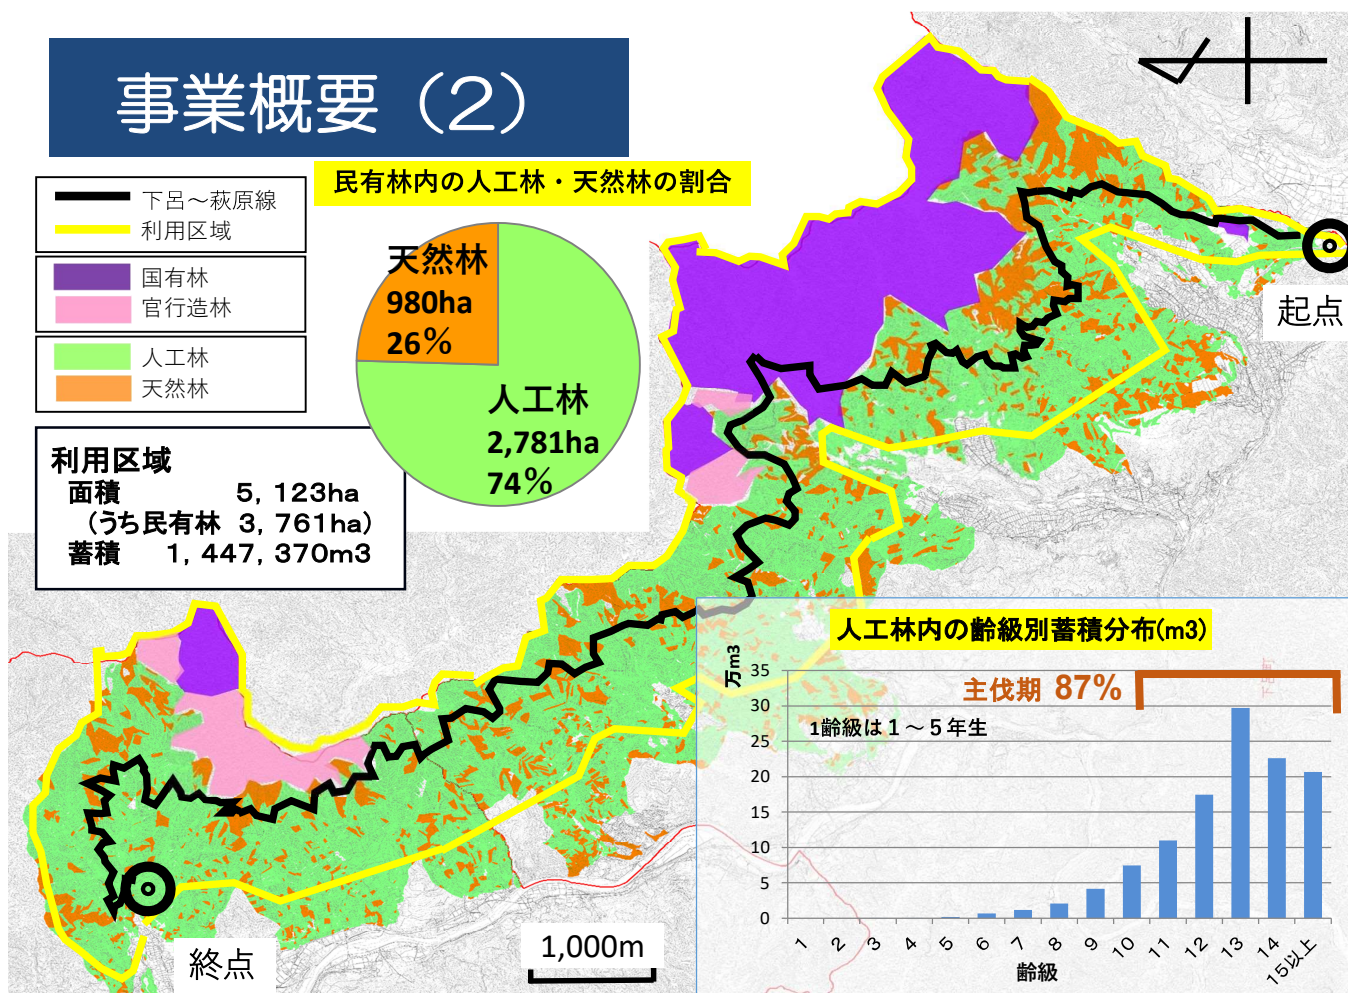 事業概要（２）
下呂～萩原線
利用区域
国有林
官行造林
人工林
天然林
民有林内の人工林・天然林の割合
天然林
980ha
26％
人工林
2,781ha
74％
利用区域
面積 5，123ha
（うち民有林 3，761ha）
蓄積 1，447，370m3
起点
終点
1,000m
人工林内の齢級別蓄積分布(m3)
万m3
主伐期 87%
1齢級は１～５年生
35
30
25
20
15
10
5
0
1 2 3 4 5 6 7 8 9 10 11 12 13 14 15以上
齢級